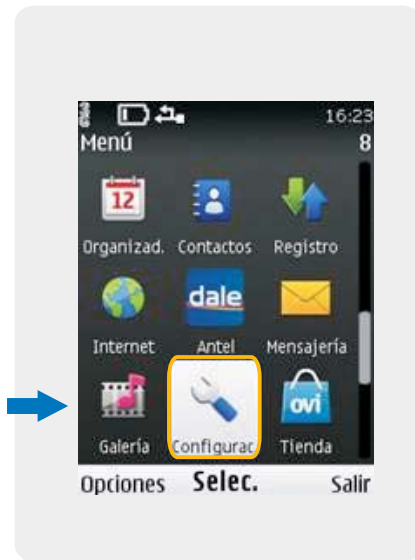 16:23
Menú 8
12
Organizad. Contactos Registro
dale
Internet Antel Mensajería
ovi
Galería Configurac Tienda
Opciones Selec. Salir